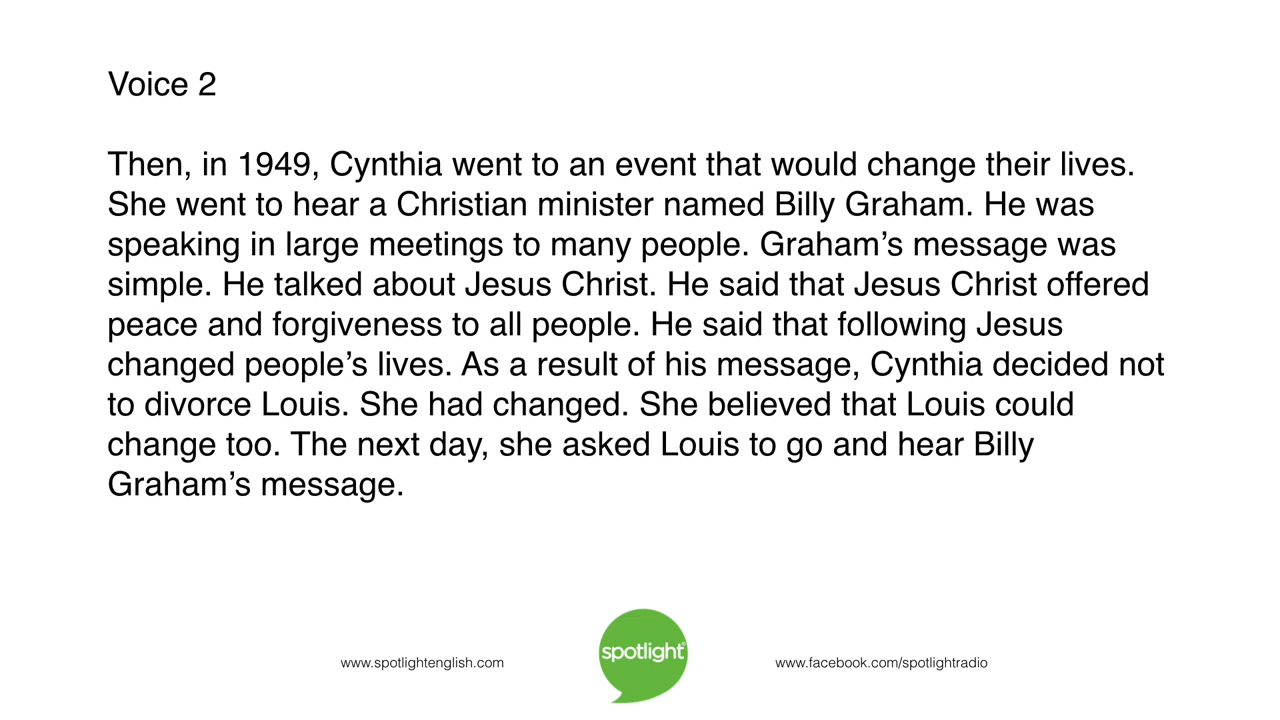 Voice 2
Then, in 1949, Cynthia went to an event that would change their lives.
She went to hear a Christian minister named Billy Graham. He was
speaking in large meetings to many people. Graham’s message was
simple. He talked about Jesus Christ. He said that Jesus Christ offered
peace and forgiveness to all people. He said that following Jesus
changed people’s lives. As a result of his message, Cynthia decided not
to divorce Louis. She had changed. She believed that Louis could
change too. The next day, she asked Louis to go and hear Billy
Graham’s message.
www.spotlightenglish.com
spotlight®
www.facebook.com/spotlightradio